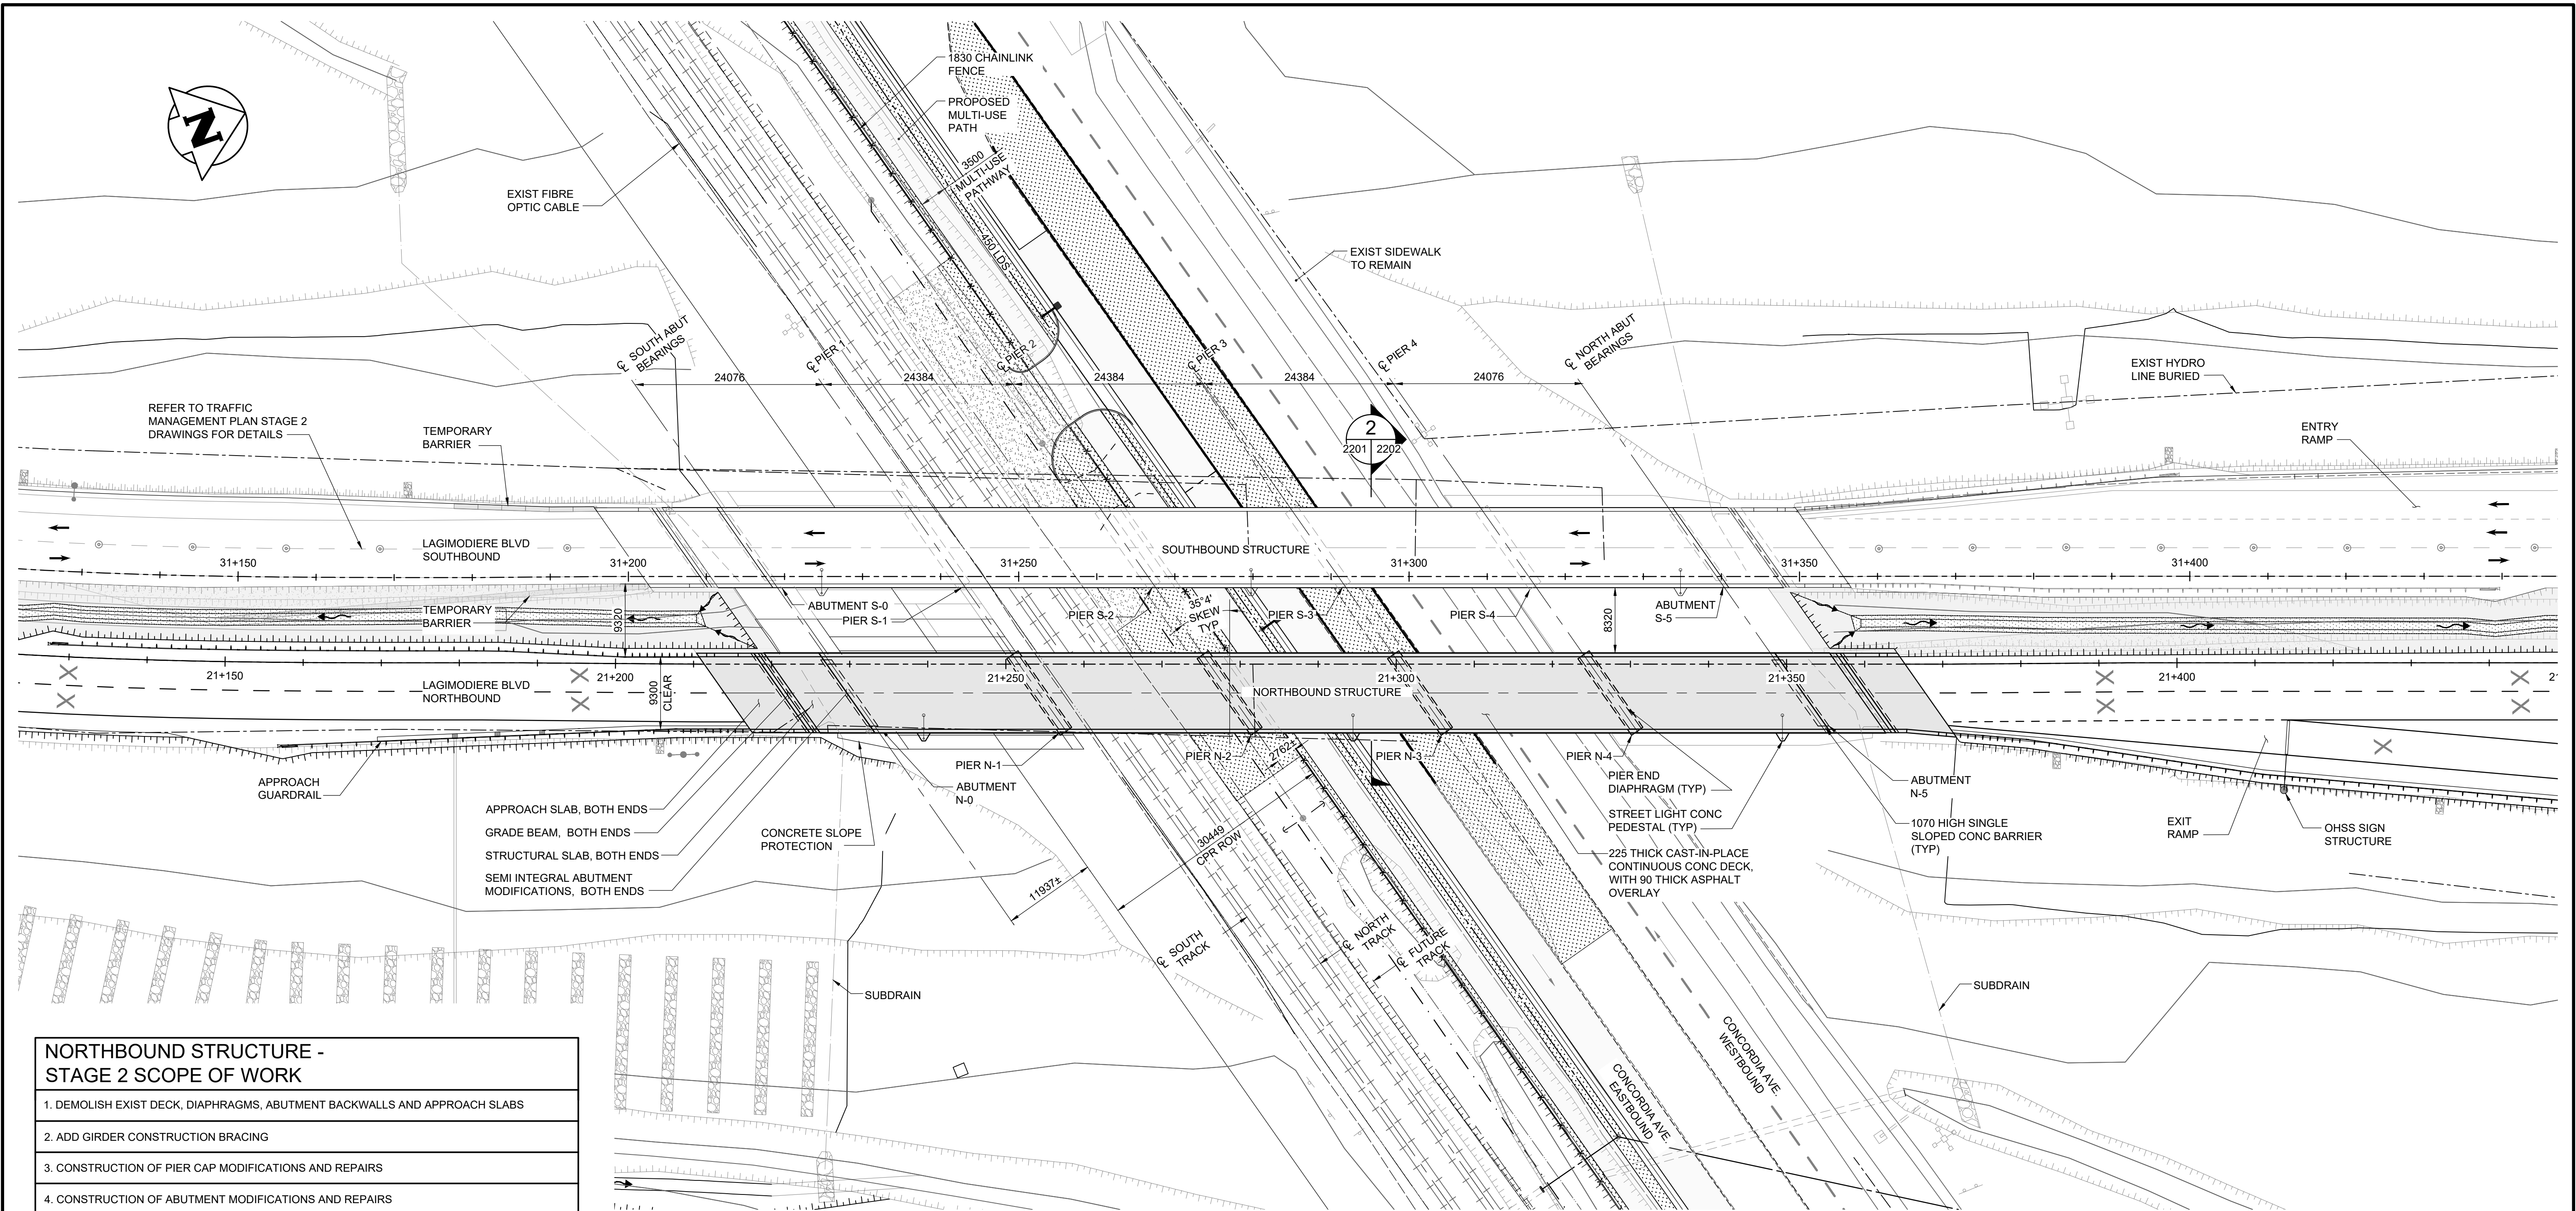 N
1830 CHAINLINK
FENCE
PROPOSED
MULTI-USE
PATH
3500
MULTI-USE
PATHWAY
EXIST FIBRE
OPTIC CABLE
450 LDS
EXIST SIDEWALK
TO REMAIN
℄ SOUTH ABUT
BEARINGS
℄ PIER 1
℄ PIER 2
℄ PIER 3
℄ PIER 4
℄ NORTH ABUT
BEARINGS
24076
24384
24384
24384
24076
EXIST HYDRO
LINE BURIED
REFER TO TRAFFIC
MANAGEMENT PLAN STAGE 2
DRAWINGS FOR DETAILS
TEMPORARY
BARRIER
2
2201
2202
ENTRY
RAMP
LAGIMODIERE BLVD
SOUTHBOUND
SOUTHBOUND STRUCTURE
31+150
31+200
31+250
31+300
31+350
31+400
TEMPORARY
BARRIER
9320
ABUTMENT S-0
PIER S-1
PIER S-2
35°4'
SKEW
TYP
PIER S-3
PIER S-4
8320
ABUTMENT
S-5
21+150
21+200
21+250
21+300
21+350
21+400
21
LAGIMODIERE BLVD
NORTHBOUND
9300
CLEAR
NORTHBOUND STRUCTURE
APPROACH
GUARDRAIL
PIER N-1
PIER N-2
2762±
PIER N-3
PIER N-4
ABUTMENT
N-0
PIER END
DIAPHRAGM (TYP)
ABUTMENT
N-5
APPROACH SLAB, BOTH ENDS
GRADE BEAM, BOTH ENDS
STRUCTURAL SLAB, BOTH ENDS
SEMI INTEGRAL ABUTMENT
MODIFICATIONS, BOTH ENDS
CONCRETE SLOPE
PROTECTION
STREET LIGHT CONC
PEDESTAL (TYP)
1070 HIGH SINGLE
SLOPED CONC BARRIER
(TYP)
EXIT
RAMP
OHSS SIGN
STRUCTURE
30449
CPR ROW
225 THICK CAST-IN-PLACE
CONTINUOUS CONC DECK,
WITH 90 THICK ASPHALT
OVERLAY
11937±
℄ SOUTH
TRACK
℄ NORTH
TRACK
℄ FUTURE
TRACK
SUBDRAIN
SUBDRAIN
CONCORDIA AVE.
WESTBOUND
CONCORDIA AVE.
EASTBOUND
NORTHBOUND STRUCTURE -
STAGE 2 SCOPE OF WORK
1. DEMOLISH EXIST DECK, DIAPHRAGMS, ABUTMENT BACKWALLS AND APPROACH SLABS
2. ADD GIRDER CONSTRUCTION BRACING
3. CONSTRUCTION OF PIER CAP MODIFICATIONS AND REPAIRS
4. CONSTRUCTION OF ABUTMENT MODIFICATIONS AND REPAIRS